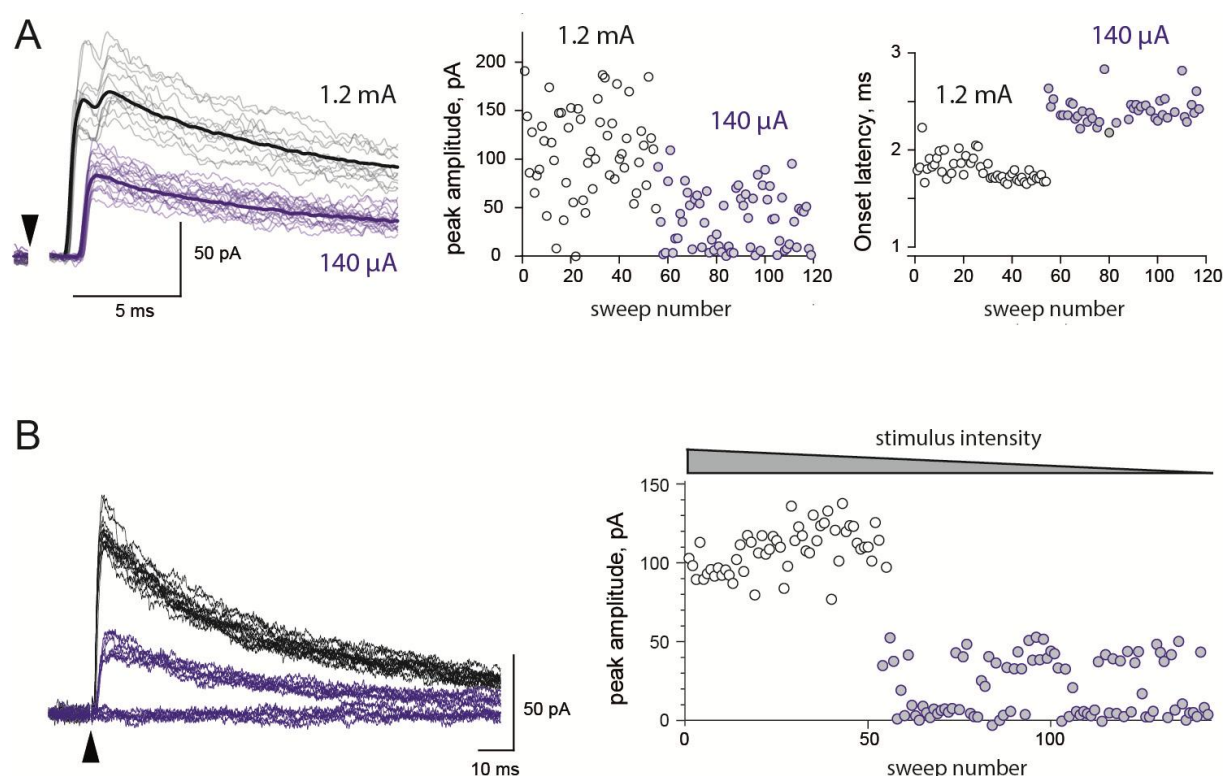 A
1.2 mA
140 µA
50 pA
5 ms
peak amplitude, pA
200
150
100
50
0
1.2 mA
140 µA
0
20
40
60
80
100
120
sweep number
Onset latency, ms
3
2
1
1.2 mA
140 µA
0
20
40
60
80
100
120
sweep number
B
50 pA
10 ms
stimulus intensity
peak amplitude, pA
150
100
50
0
0
50
100
sweep number